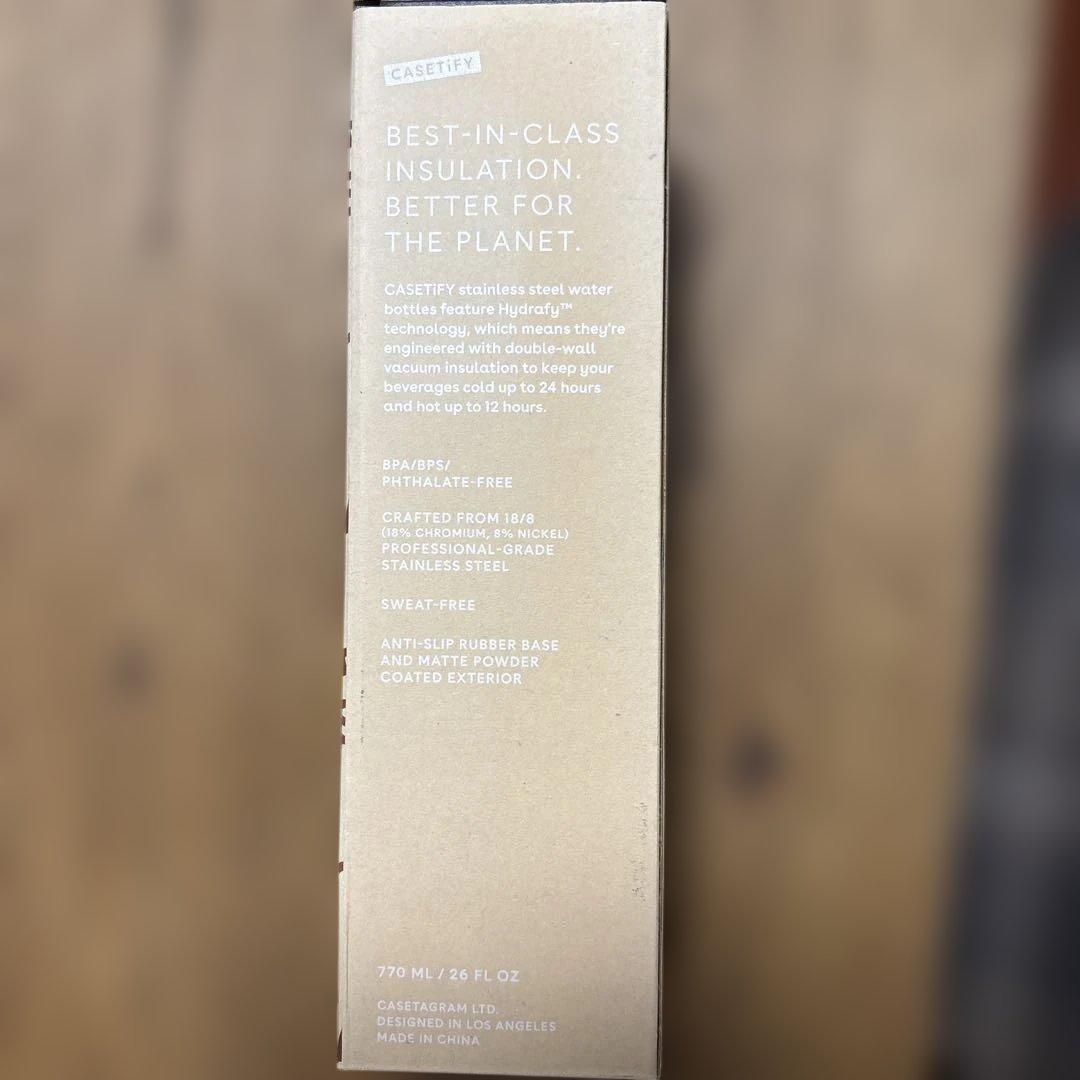 CASETiFY
BEST-IN-CLASS
INSULATION.
BETTER FOR
THE PLANET.
CASETiFY stainless steel water
bottles feature Hydrafy™
technology, which means they're
engineered with double-wall
vacuum insulation to keep your
beverages cold up to 24 hours
and hot up to 12 hours.
BPA/BPS/
PHTHALATE-FREE
CRAFTED FROM 18/8
(18% CHROMIUM, 8% NICKEL)
PROFESSIONAL-GRADE
STAINLESS STEEL
SWEAT-FREE
ANTI-SLIP RUBBER BASE
AND MATTE POWDER
COATED EXTERIOR
770 ML / 26 FL OZ
CASETAGRAM LTD.
DESIGNED IN LOS ANGELES
MADE IN CHINA